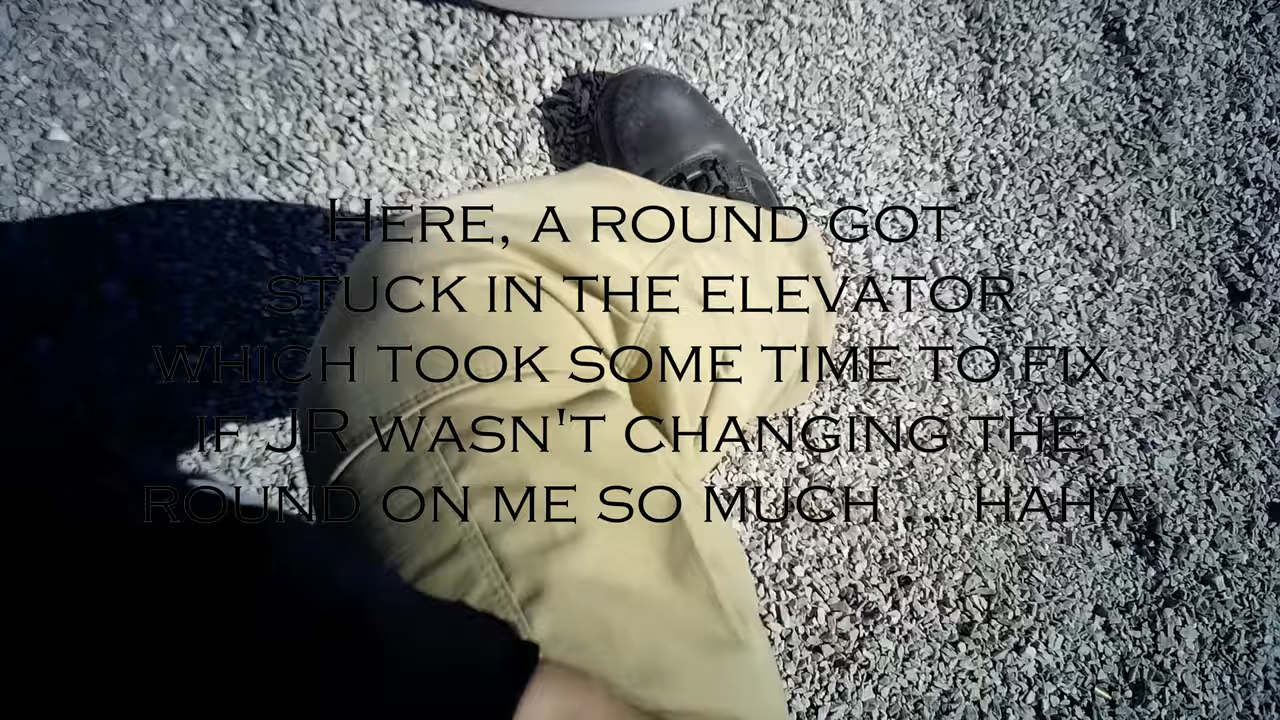 Here, a round got
stuck in the elevator
which took some time to fix.
if JR wasn't changing the
round on me so much ... haha